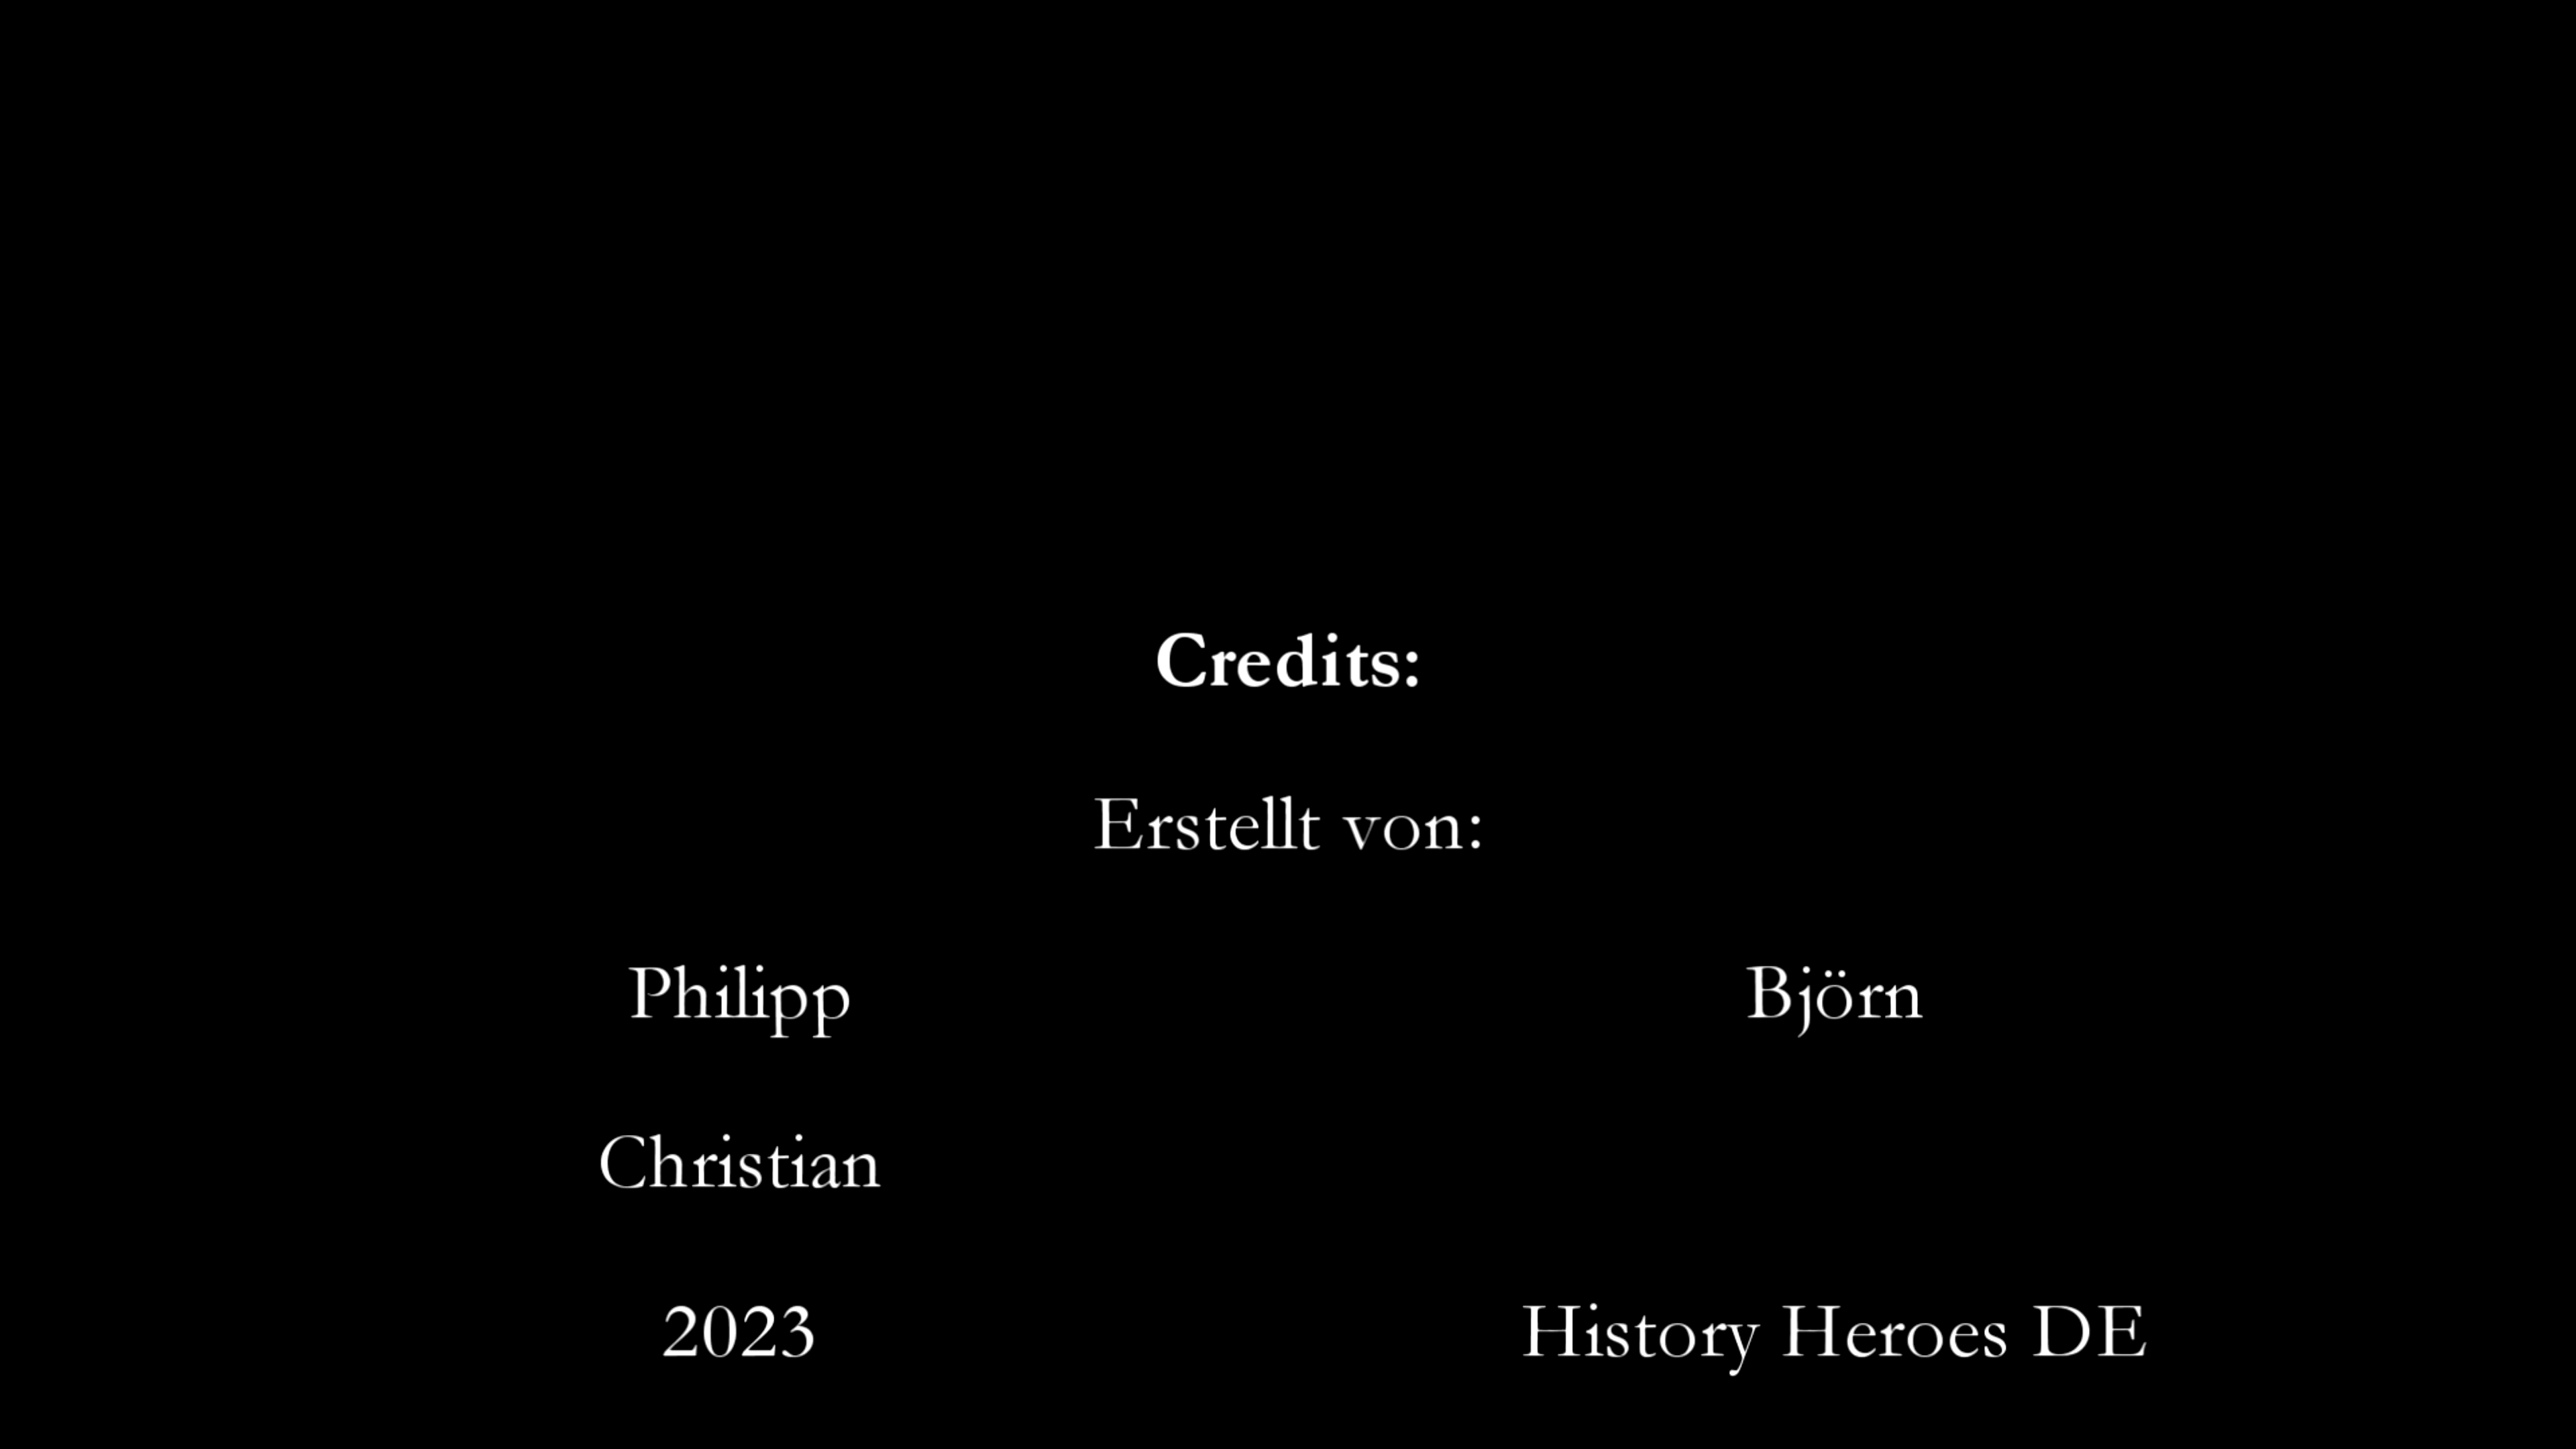 Credits:
Erstellt von:
Philipp Björn
Christian
2023 History Heroes DE